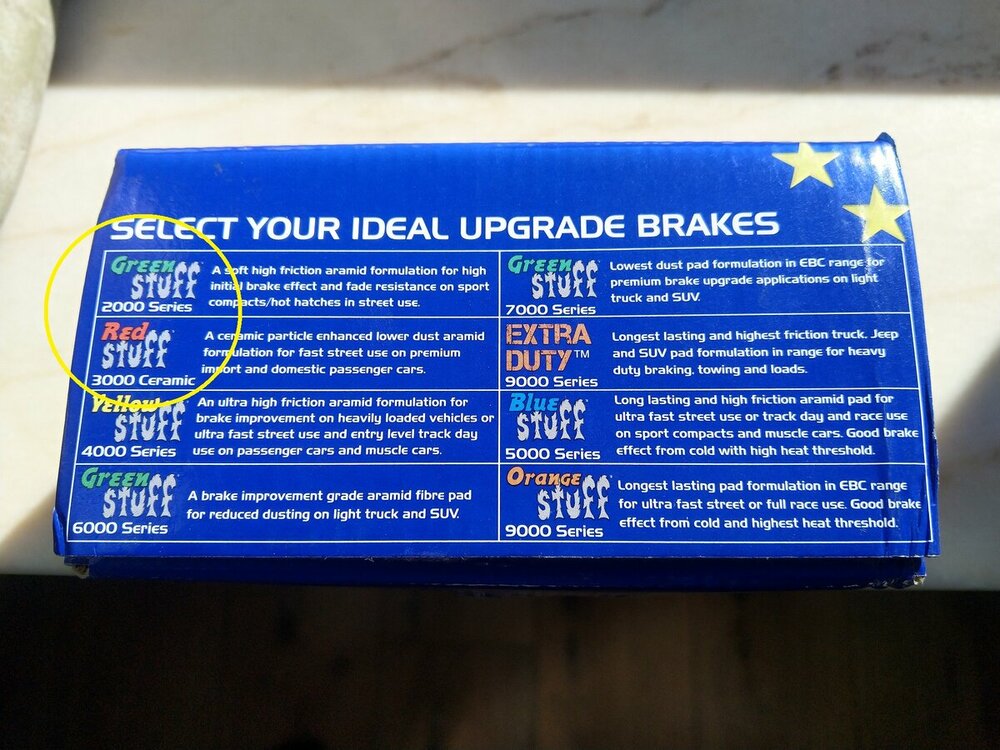 SELECT YOUR IDEAL UPGRADE BRAKES
Green
STUFF
2000 Series
A soft high friction aramid formulation for high
initial brake effect and fade resistance on sport
compacts/hot hatches in street use.
Red
STUFF
3000 Ceramic
A ceramic particle enhanced lower dust aramid
formulation for fast street use on premium
import and domestic passenger cars.
Yellow
STUFF
4000 Series
An ultra high friction aramid formulation for
brake improvement on heavily loaded vehicles or
ultra fast street use and entry level track day
use on passenger cars and muscle cars.
Green
STUFF
6000 Series
A brake improvement grade aramid fibre pad
for reduced dusting on light truck and SUV.
Green
STUFF
7000 Series
Lowest dust pad formulation in EBC range for
premium brake upgrade applications on light
truck and SUV.
EXTRA
DUTY™
9000 Series
Longest lasting and highest friction truck, Jeep
and SUV pad formulation in range for heavy
duty braking, towing and loads.
Blue
STUFF
5000 Series
Long lasting and high friction aramid pad for
ultra fast street use or track day and race use
on sport compacts and muscle cars. Good brake
effect from cold with high heat threshold.
Orange
STUFF
9000 Series
Longest lasting pad formulation in EBC range
for ultra fast street or full race use. Good brake
effect from cold and highest heat threshold.